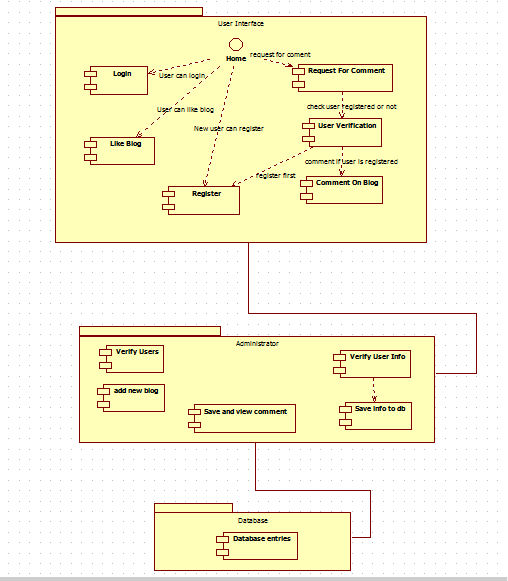 User Interface
Home
request for coment
Login
User can login
Request For Comment
User can like blog
check user registered or not
New user can register
User Verification
Like Blog
comment if user is registered
register first
Register
Comment On Blog
Administrator
Verify Users
Verify User Info
add new blog
Save and view comment
Save info to db
Database
Database entries